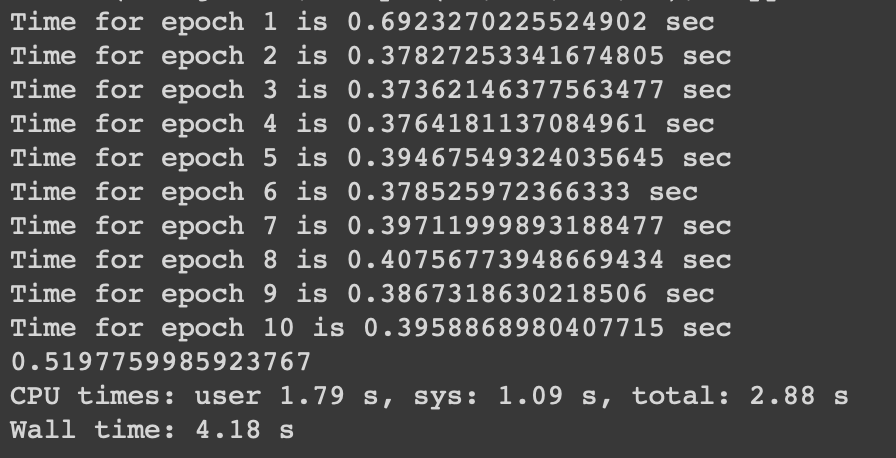 Time for epoch 1 is 0.6923270225524902 sec
Time for epoch 2 is 0.37827253341674805 sec
Time for epoch 3 is 0.37362146377563477 sec
Time for epoch 4 is 0.3764181137084961 sec
Time for epoch 5 is 0.39467549324035645 sec
Time for epoch 6 is 0.378525972366333 sec
Time for epoch 7 is 0.39711999893188477 sec
Time for epoch 8 is 0.40756773948669434 sec
Time for epoch 9 is 0.3867318630218506 sec
Time for epoch 10 is 0.3958868980407715 sec
0.5197759985923767
CPU times: user 1.79 s, sys: 1.09 s, total: 2.88 s
Wall time: 4.18 s